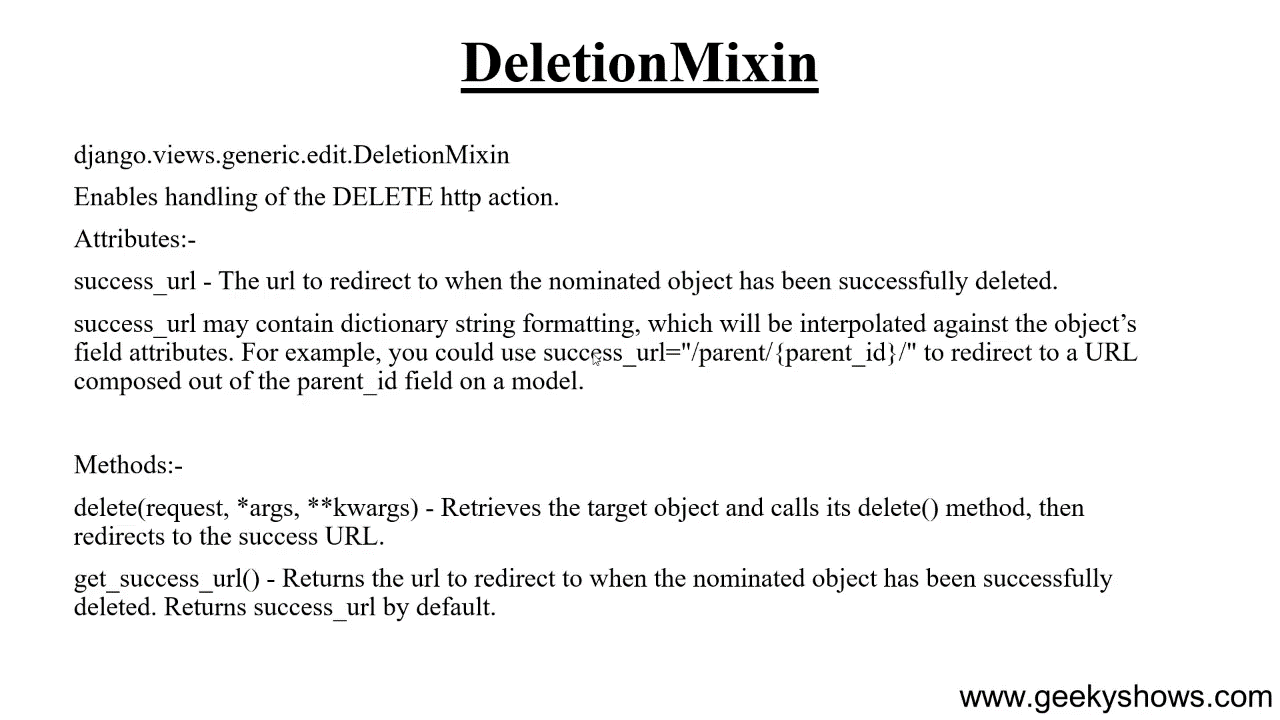 DeletionMixin
django.views.generic.edit.DeletionMixin
Enables handling of the DELETE http action.
Attributes:-
success_url - The url to redirect to when the nominated object has been successfully deleted.
success_url may contain dictionary string formatting, which will be interpolated against the object’s
field attributes. For example, you could use success_url="/parent/{parent_id}/" to redirect to a URL
composed out of the parent_id field on a model.
Methods:-
delete(request, *args, **kwargs) - Retrieves the target object and calls its delete() method, then
redirects to the success URL.
get_success_url() - Returns the url to redirect to when the nominated object has been successfully
deleted. Returns success_url by default.
www.geekyshows.com